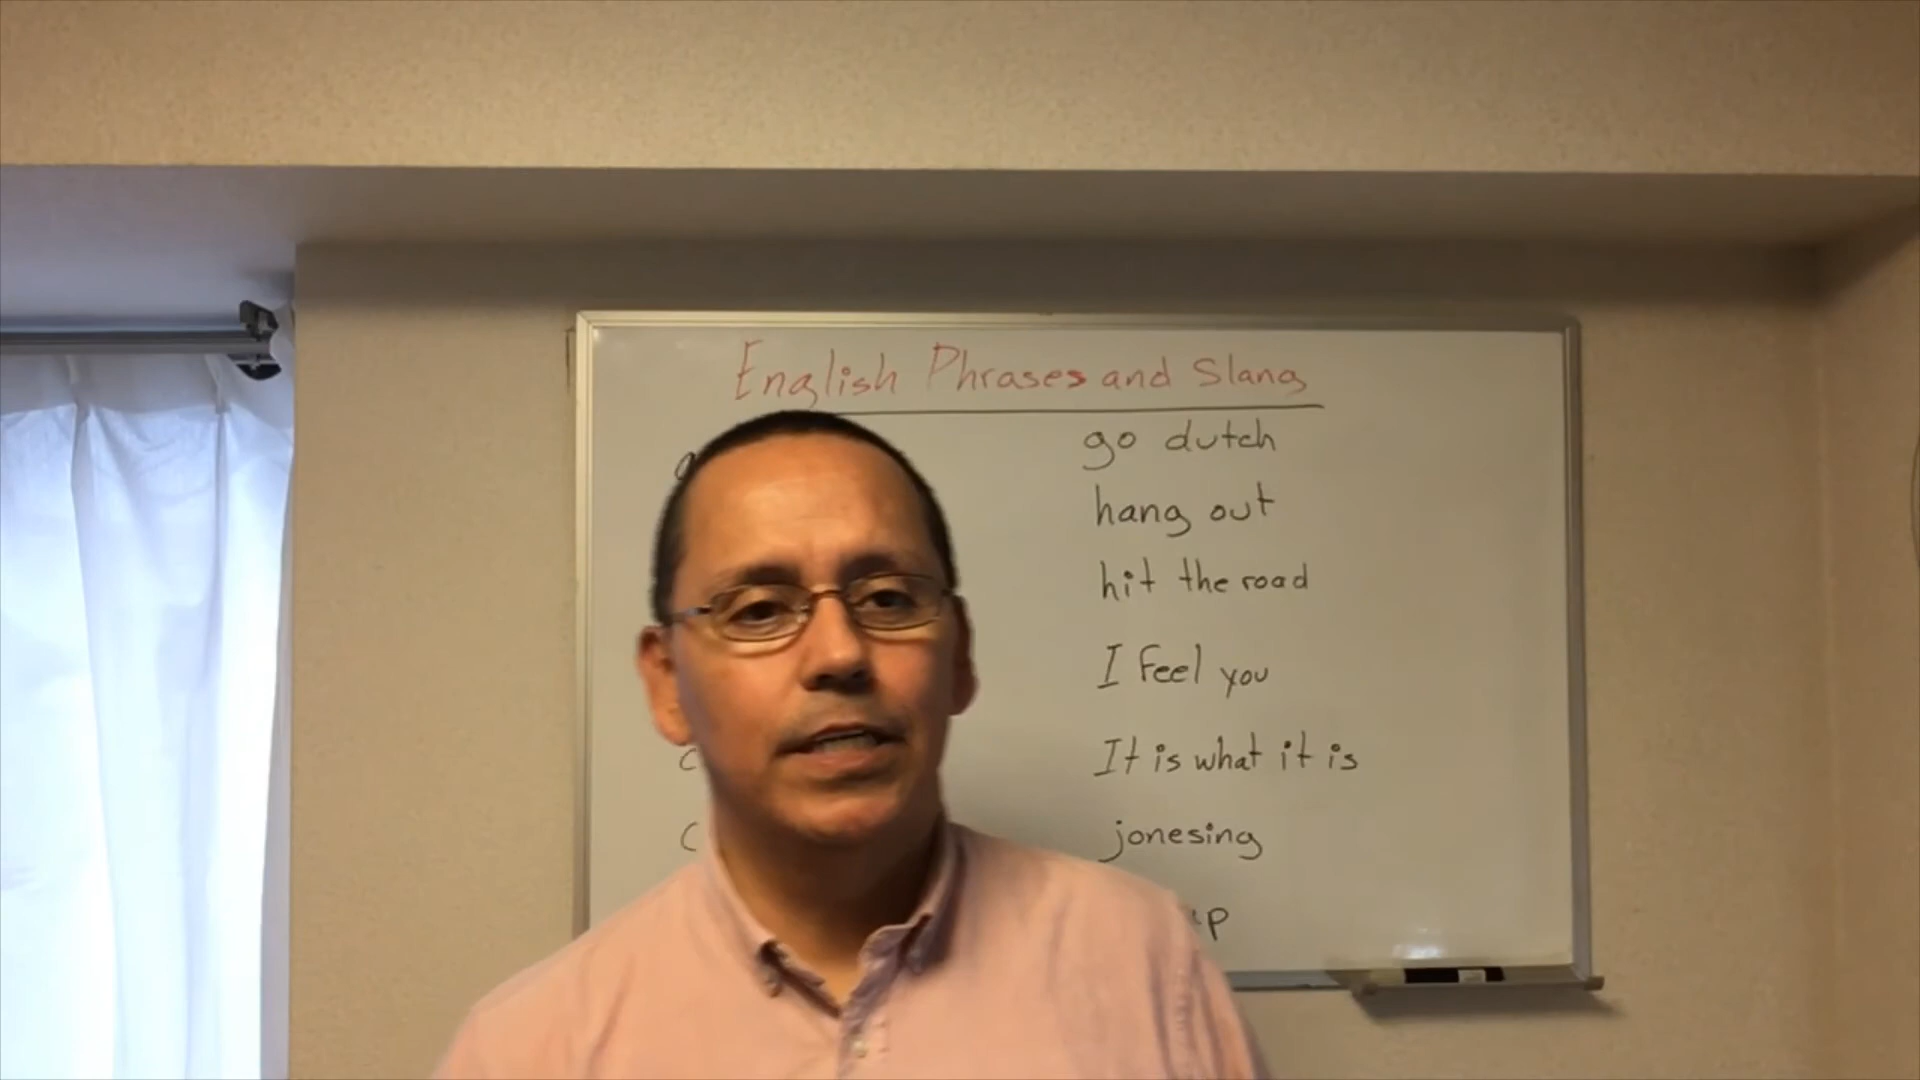 English Phrases and Slang
go dutch
hang out
hit the road
I feel you
It is what it is
jonesing